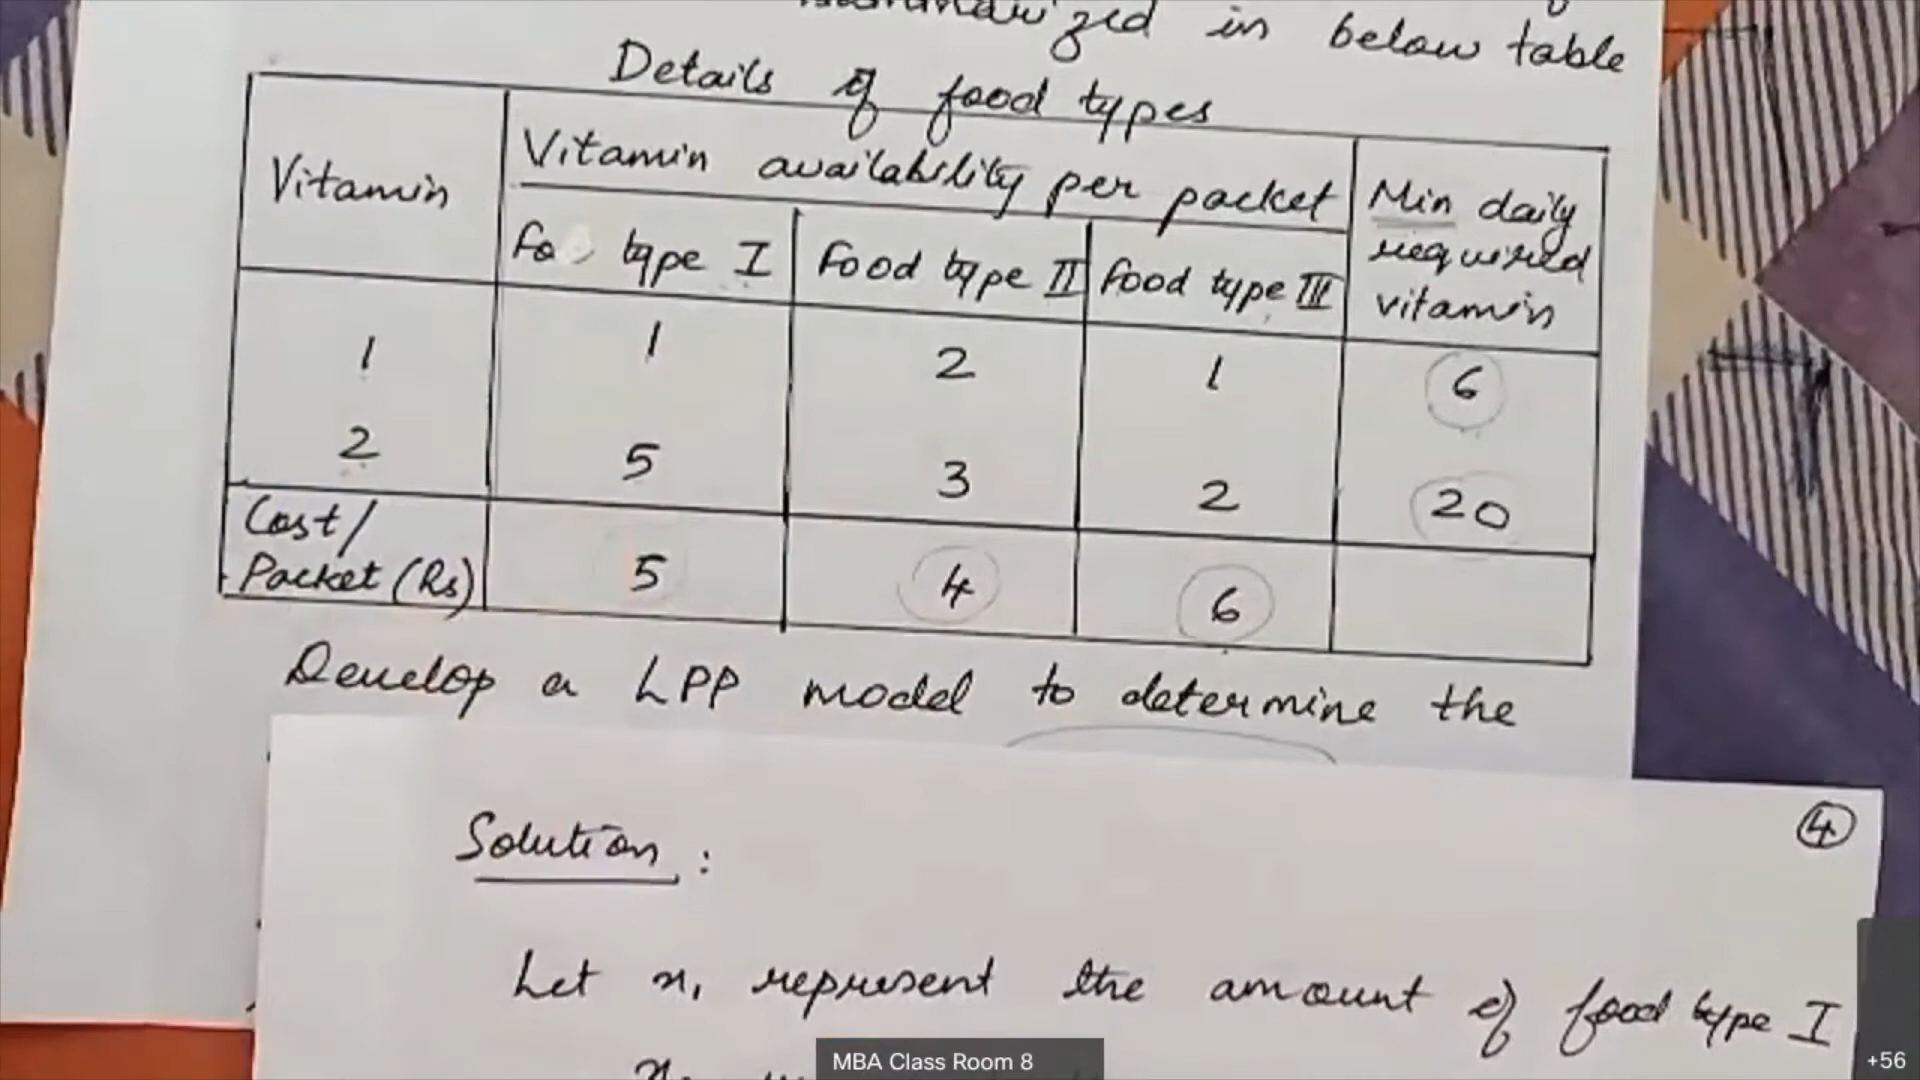 zed in below table
Details of food types
Vitamin
Vitamin availability per packet
Min daily required vitamin
type I
Food type II
Food type III
1 1 2 1 6
2 5 3 2 20
Cost/
Packet (Rs) 5 4 6
Develop a LPP model to determine the
4
Solution :
Let x₁ represent the amount of food type I
MBA Class Room 8
+56